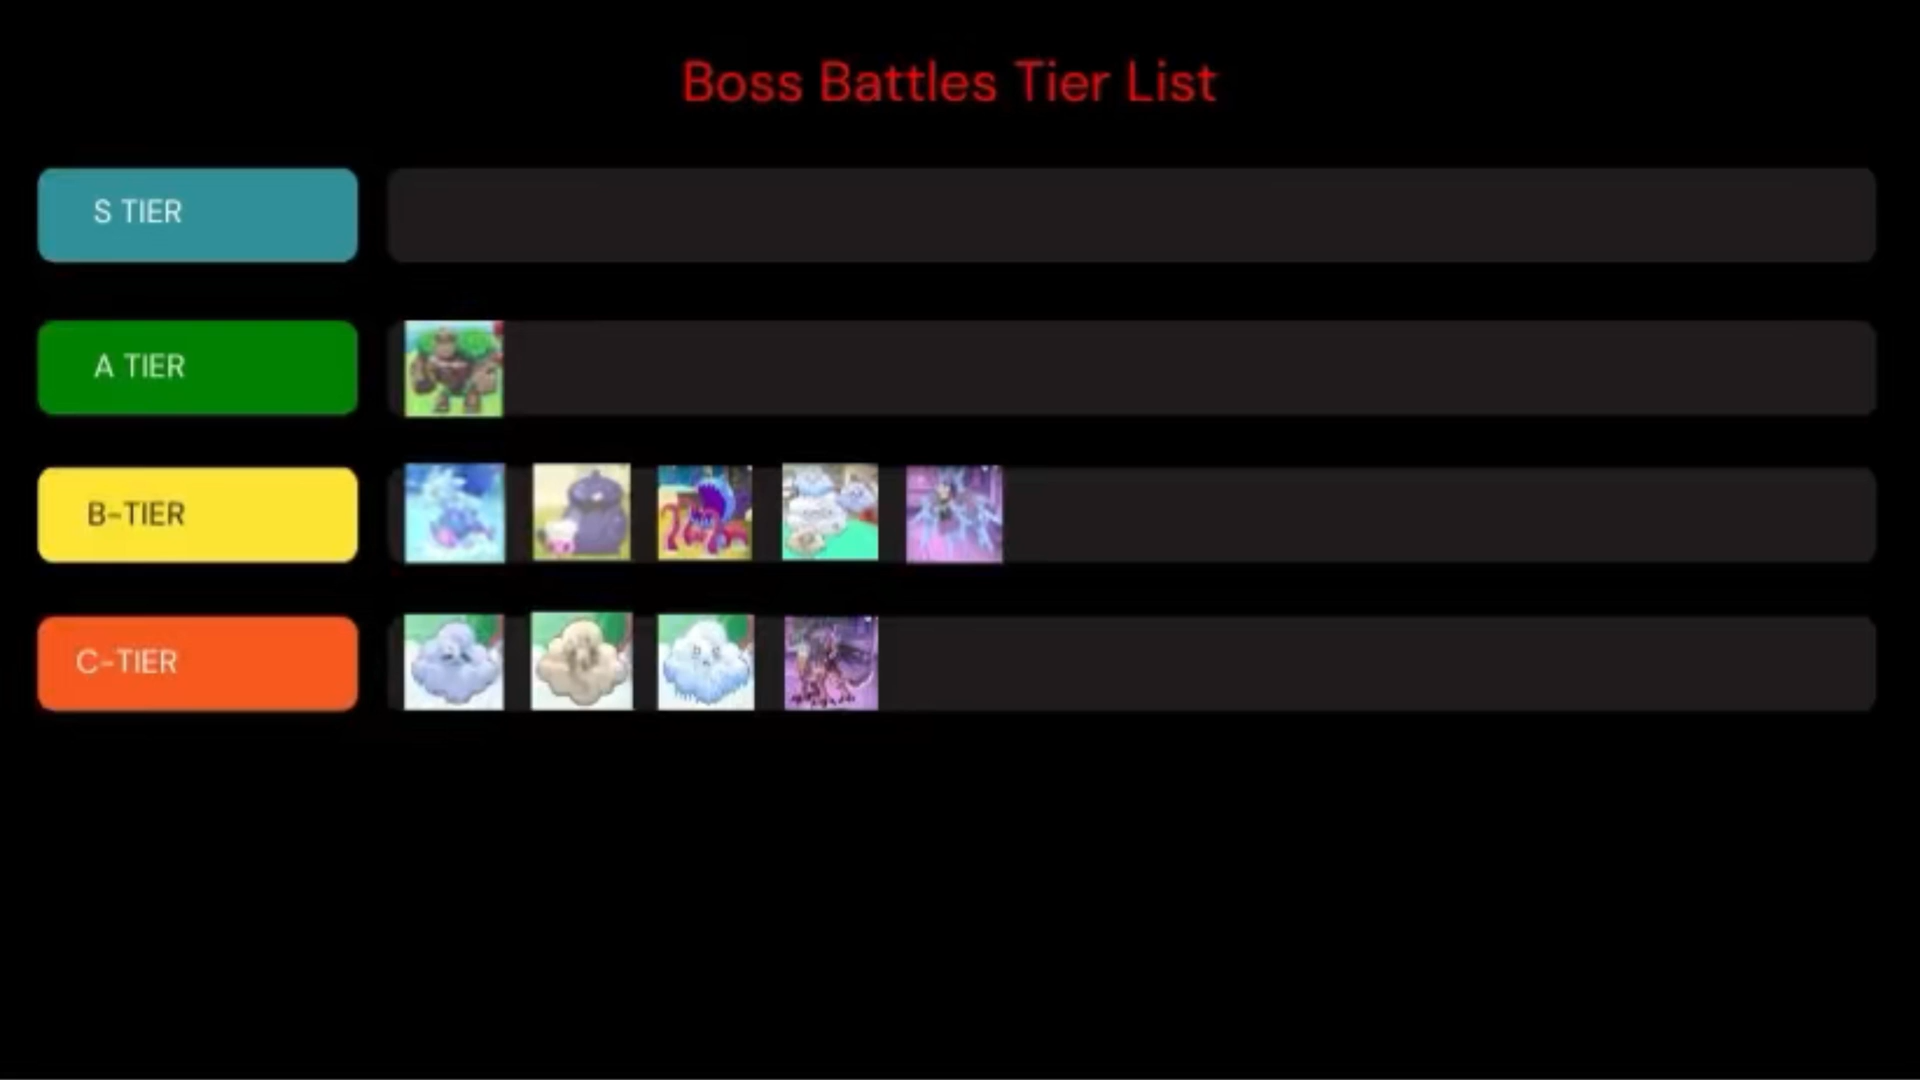 Boss Battles Tier List
S TIER
A TIER
B-TIER
C-TIER